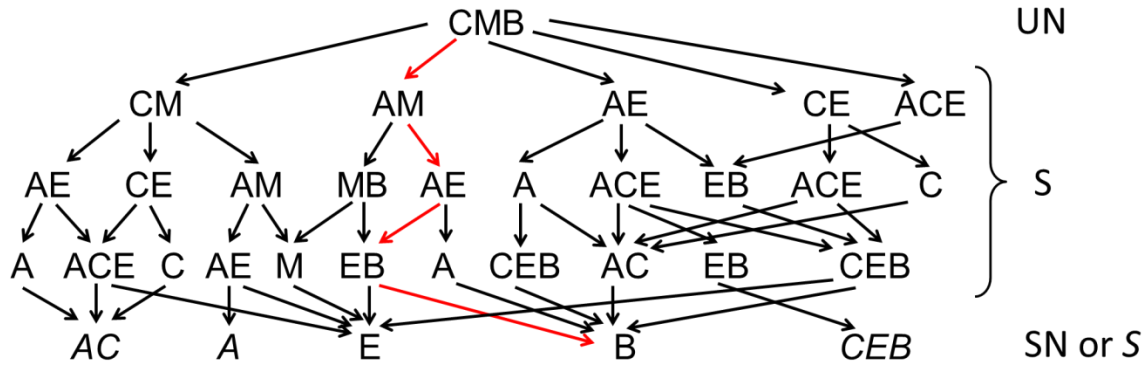 CMB UN
CM AM AE CE ACE
AE CE AM MB AE A ACE EB ACE C S
A ACE C AE M EB A CEB AC EB CEB
AC A E B CEB SN or S